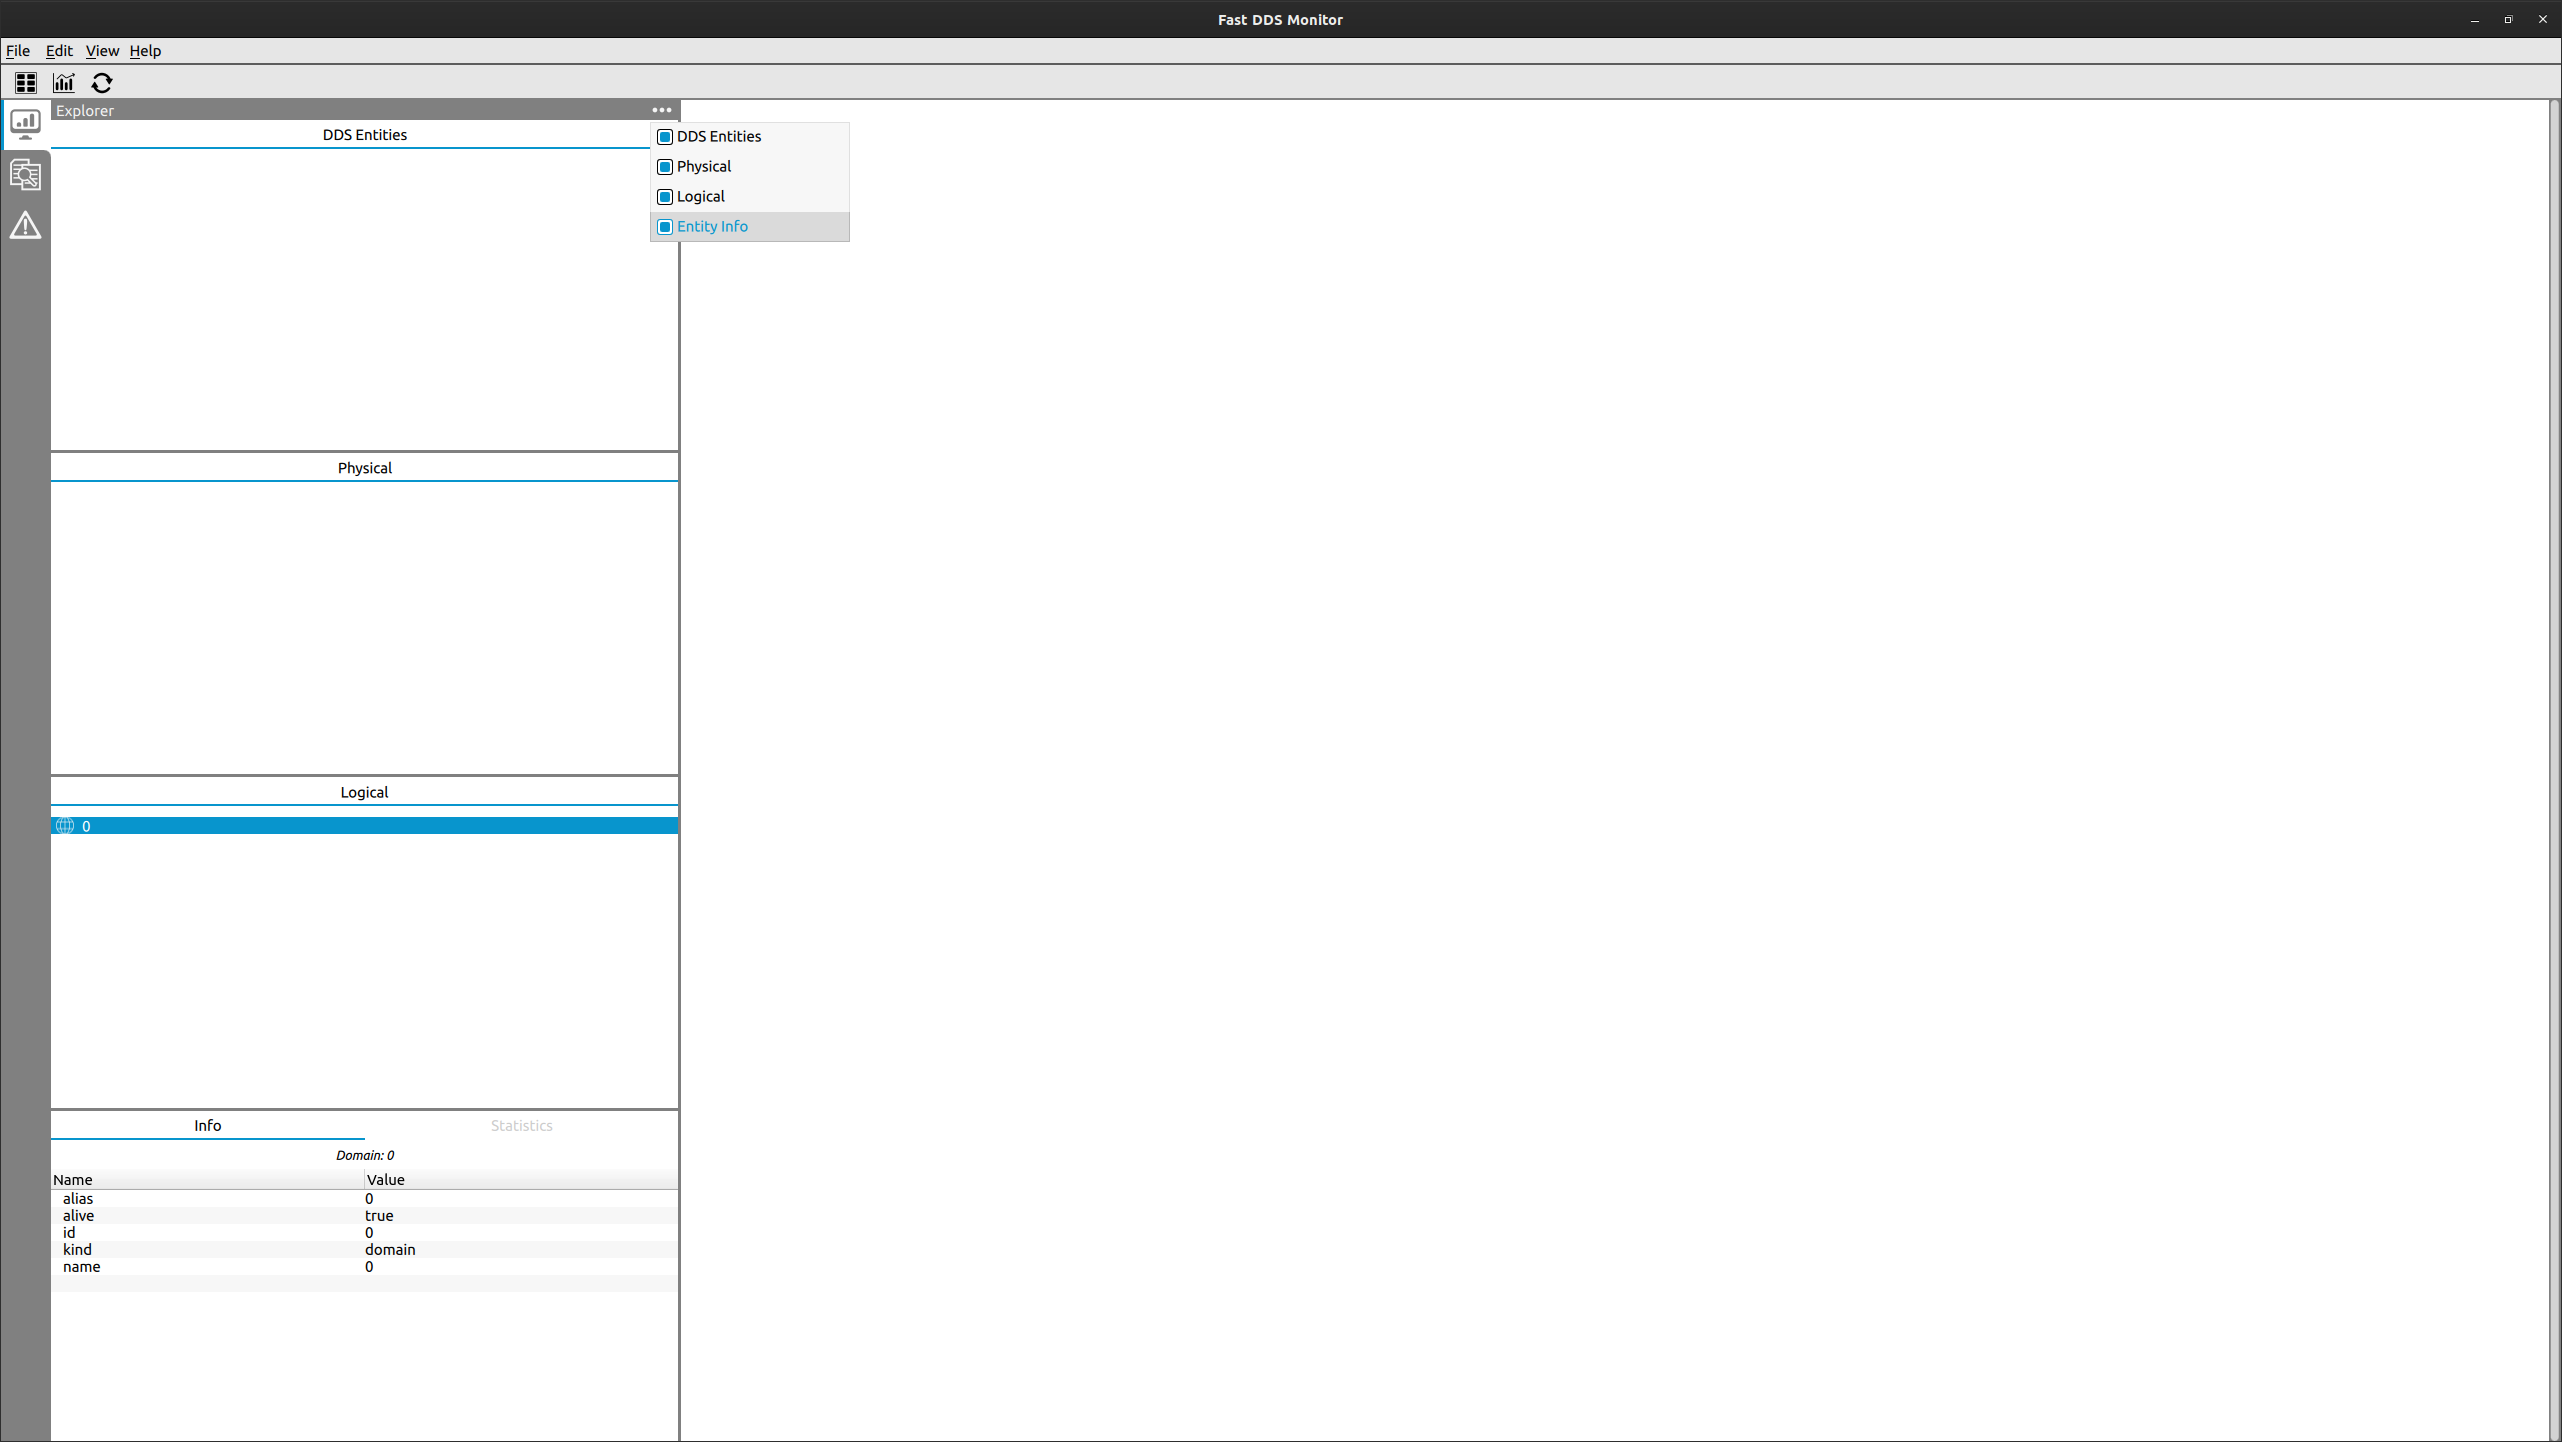 Fast DDS Monitor
File Edit View Help
Explorer
DDS Entities
DDS Entities
Physical
Logical
Entity Info
Physical
Logical
0
Info Statistics
Domain: 0
Name Value
alias 0
alive true
id 0
kind domain
name 0